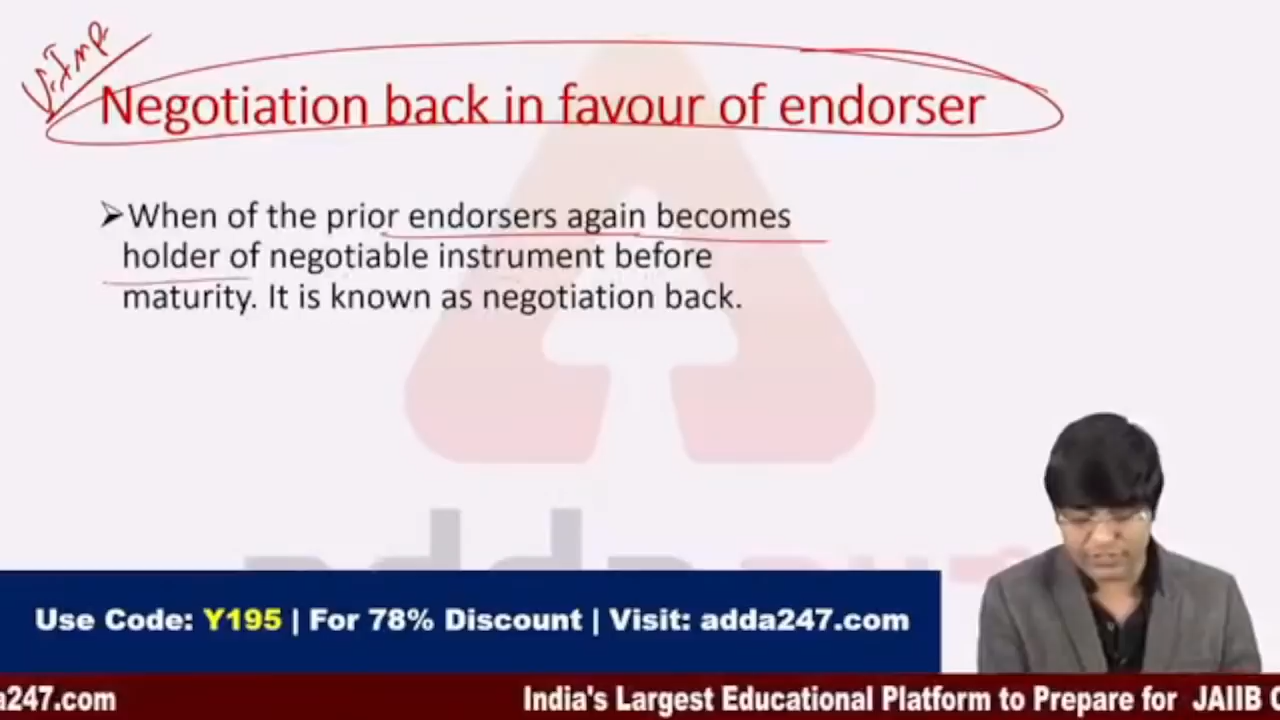 V.Imp
Negotiation back in favour of endorser
➢When of the prior endorsers again becomes
holder of negotiable instrument before
maturity. It is known as negotiation back.
Use Code: Y195 | For 78% Discount | Visit: adda247.com
a247.com India's Largest Educational Platform to Prepare for JAIIB